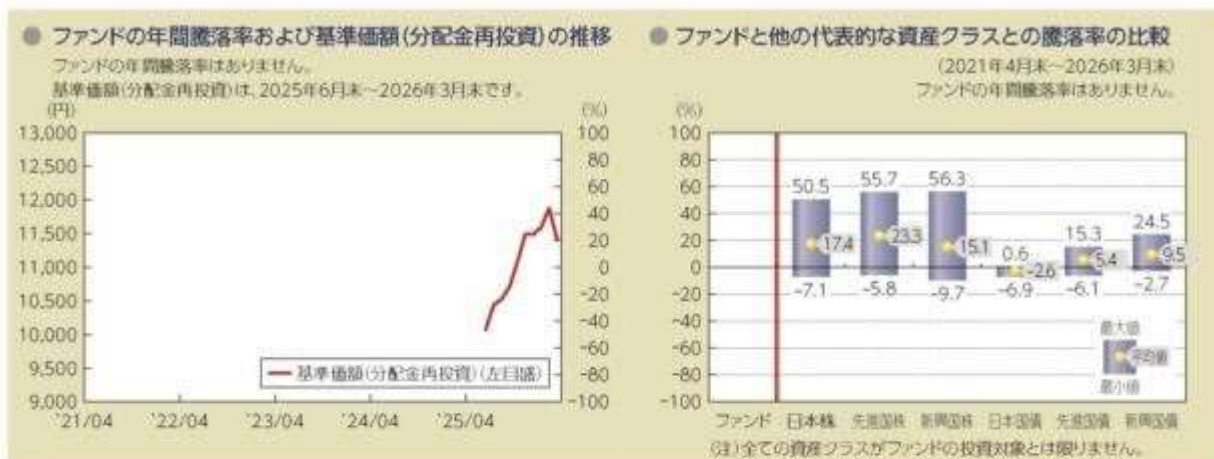 ● ファンドの年間騰落率および基準価額(分配金再投資)の推移
ファンドの年間騰落率はありません。
基準価額(分配金再投資)は、2025年6月末～2026年3月末です。
(円)
(%)
13,000
12,500
12,000
11,500
11,000
10,500
10,000
9,500
9,000
100
80
60
40
20
0
-20
-40
-60
-80
-100
基準価額(分配金再投資)(左目盛)
'21/04 '22/04 '23/04 '24/04 '25/04
● ファンドと他の代表的な資産クラスとの騰落率の比較
(2021年4月末～2026年3月末)
ファンドの年間騰落率はありません。
(%)
100
80
60
40
20
0
-20
-40
-60
-80
-100
50.5 55.7 56.3 0.6 15.3 24.5
17.4 23.3 15.1 -2.6 5.4 9.5
-7.1 -5.8 -9.7 -6.9 -6.1 -2.7
最大値
平均値
最小値
ファンド 日本株 先進国株 新興国株 日本国債 先進国債 新興国債
(注)全ての資産クラスがファンドの投資対象とは限りません。